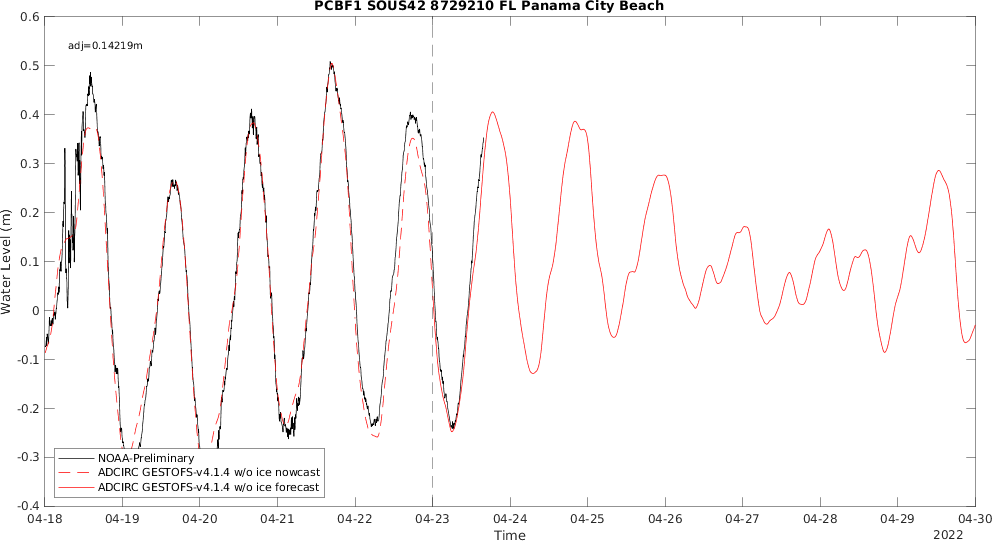 PCBF1 SOUS42 8729210 FL Panama City Beach
adj=0.14219m
0.6
0.5
0.4
0.3
0.2
0.1
0
-0.1
-0.2
-0.3
-0.4
Water Level (m)
NOAA-Preliminary
ADCIRC GESTOFS-v4.1.4 w/o ice nowcast
ADCIRC GESTOFS-v4.1.4 w/o ice forecast
04-18 04-19 04-20 04-21 04-22 04-23 04-24 04-25 04-26 04-27 04-28 04-29 04-30
Time
2022